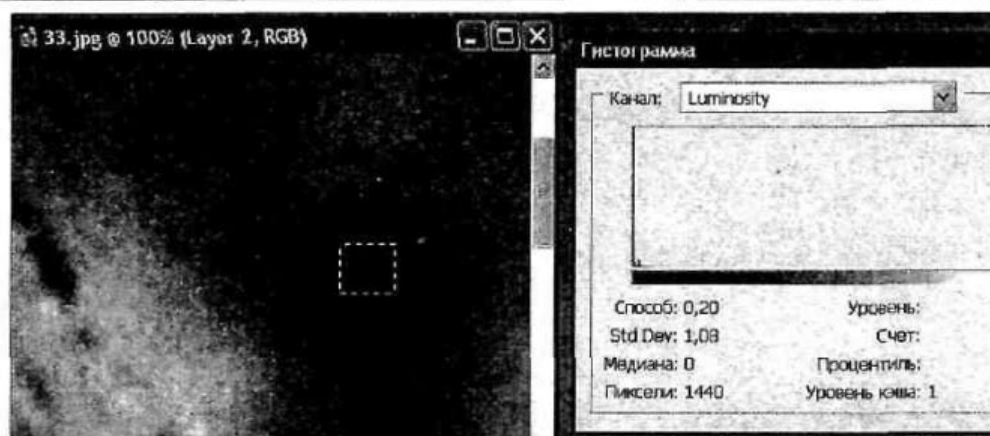 33.jpg @ 100% (Layer 2, RGB)
Гистограмма
Канал: Luminosity
Способ: 0,20 Уровень:
Std Dev: 1,08 Счет:
Медиана: 0 Процентиль:
Пиксели: 1440 Уровень кэша: 1